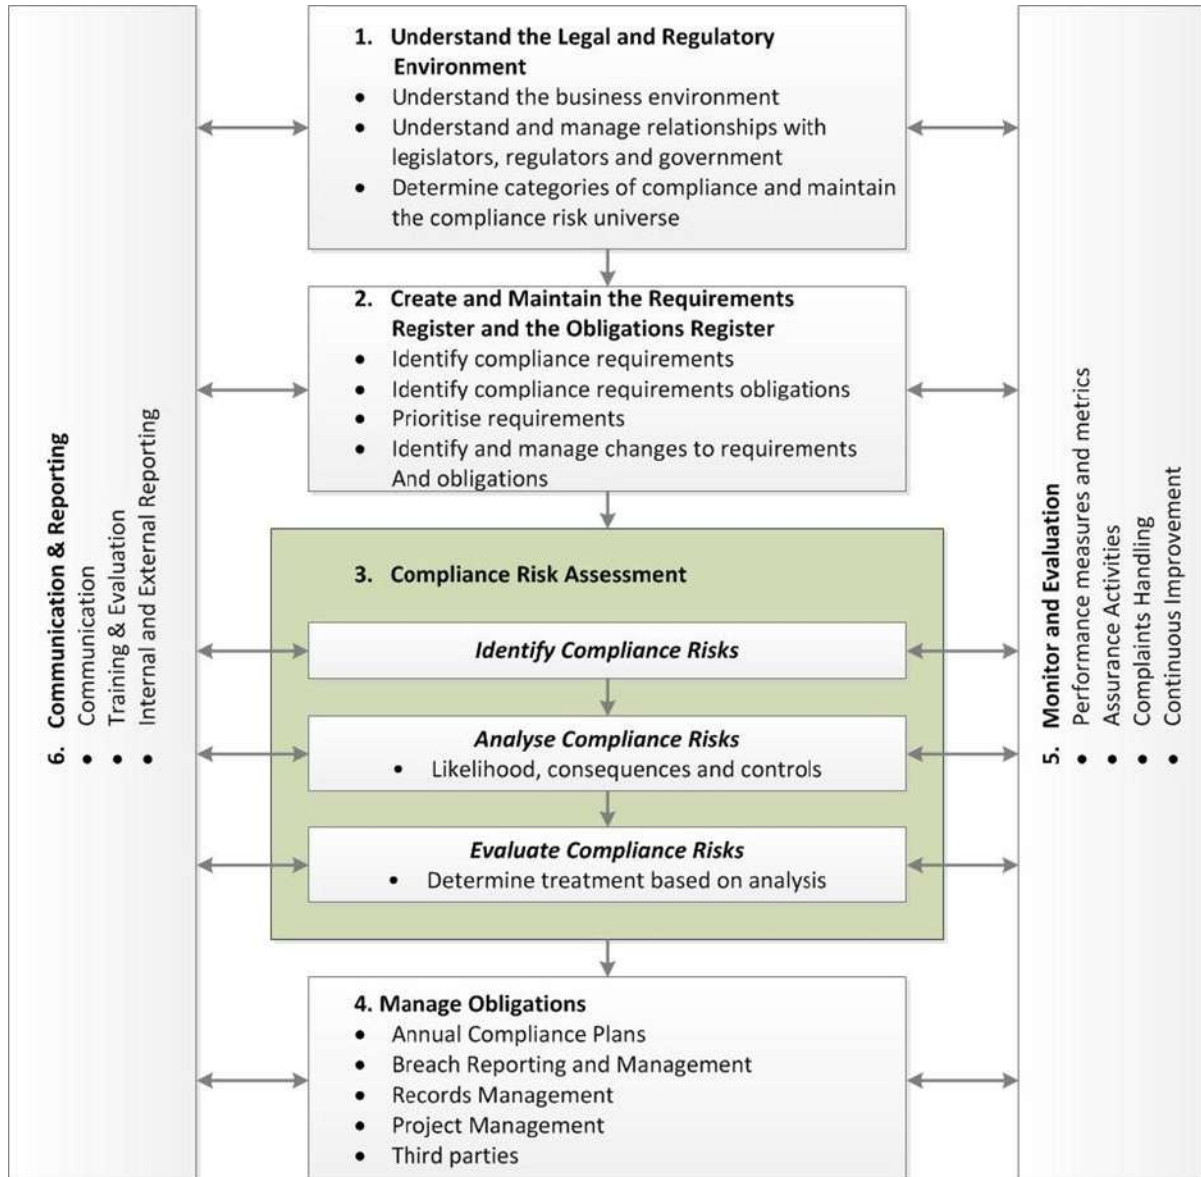 1. Understand the Legal and Regulatory
Environment
• Understand the business environment
• Understand and manage relationships with
legislators, regulators and government
• Determine categories of compliance and maintain
the compliance risk universe
2. Create and Maintain the Requirements
Register and the Obligations Register
• Identify compliance requirements
• Identify compliance requirements obligations
• Prioritise requirements
• Identify and manage changes to requirements
And obligations
3. Compliance Risk Assessment
Identify Compliance Risks
Analyse Compliance Risks
• Likelihood, consequences and controls
Evaluate Compliance Risks
• Determine treatment based on analysis
4. Manage Obligations
• Annual Compliance Plans
• Breach Reporting and Management
• Records Management
• Project Management
• Third parties
5. Monitor and Evaluation
• Performance measures and metrics
• Assurance Activities
• Complaints Handling
• Continuous Improvement
6. Communication & Reporting
• Communication
• Training & Evaluation
• Internal and External Reporting